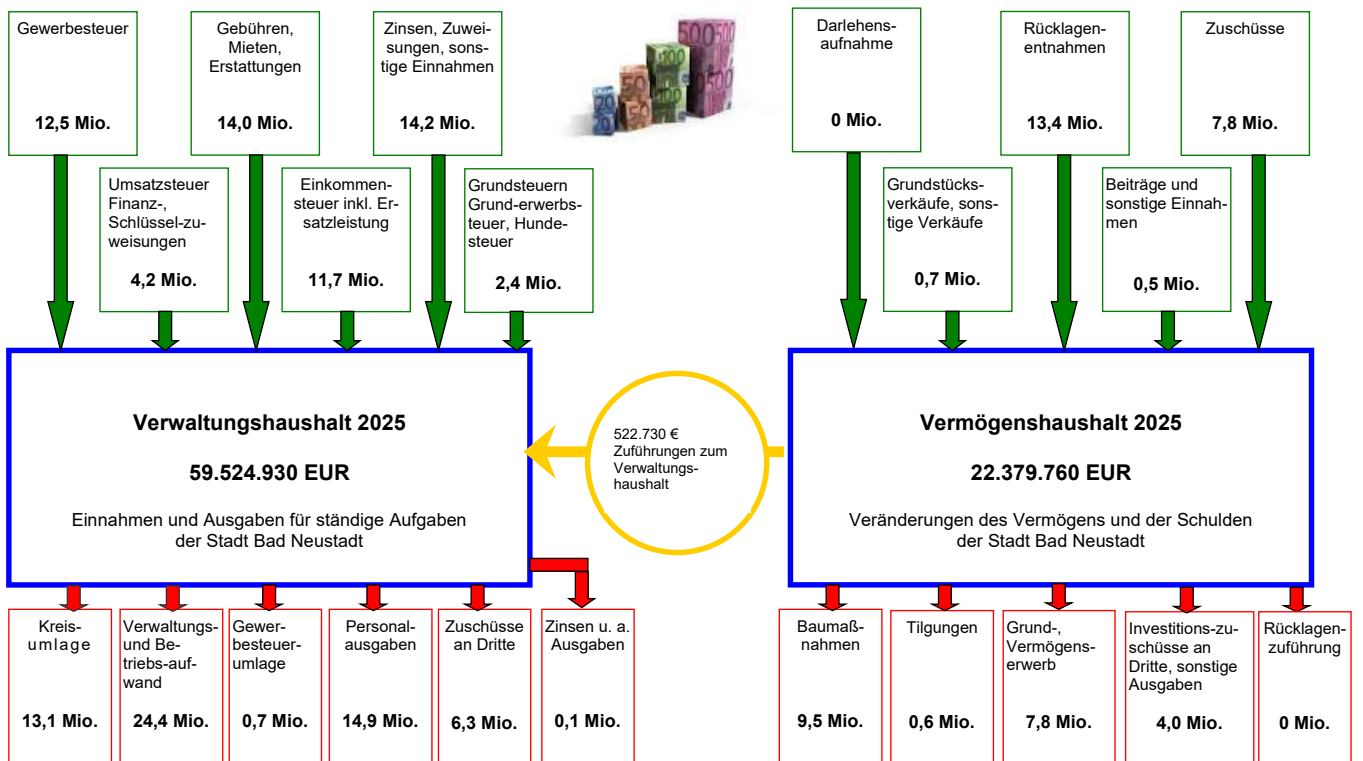 Gewerbesteuer
12,5 Mio.
Gebühren,
Mieten,
Erstattungen
14,0 Mio.
Zinsen, Zuwei-
sungen, sons-
tige Einnahmen
14,2 Mio.
500 500
500
100
100
50
50
20
20
Darlehens-
aufnahme
0 Mio.
Rücklagen-
entnahmen
13,4 Mio.
Zuschüsse
7,8 Mio.
Umsatzsteuer
Finanz-,
Schlüssel-zu-
weisungen
4,2 Mio.
Einkommen-
steuer inkl. Er-
satzleistung
11,7 Mio.
Grundsteuern
Grund-erwerbs-
teuer, Hunde-
steuer
2,4 Mio.
Grundstücks-
verkäufe, sons-
tige Verkäufe
0,7 Mio.
Beiträge und
sonstige Einnah-
men
0,5 Mio.
Verwaltungshaushalt 2025
59.524.930 EUR
Einnahmen und Ausgaben für ständige Aufgaben
der Stadt Bad Neustadt
522.730 €
Zuführungen zum
Verwaltungs-
haushalt
Vermögenshaushalt 2025
22.379.760 EUR
Veränderungen des Vermögens und der Schulden
der Stadt Bad Neustadt
Kreis-
umlage
13,1 Mio.
Verwaltungs-
und Be-
triebs-auf-
wand
24,4 Mio.
Gewer-
besteuer-
umlage
0,7 Mio.
Personal-
ausgaben
14,9 Mio.
Zuschüsse
an Dritte
6,3 Mio.
Zinsen u. a.
Ausgaben
0,1 Mio.
Baumaß-
nahmen
9,5 Mio.
Tilgungen
0,6 Mio.
Grund-,
Vermögens-
erwerb
7,8 Mio.
Investitions-zu-
schüsse an
Dritte, sonstige
Ausgaben
4,0 Mio.
Rücklagen-
zuführung
0 Mio.